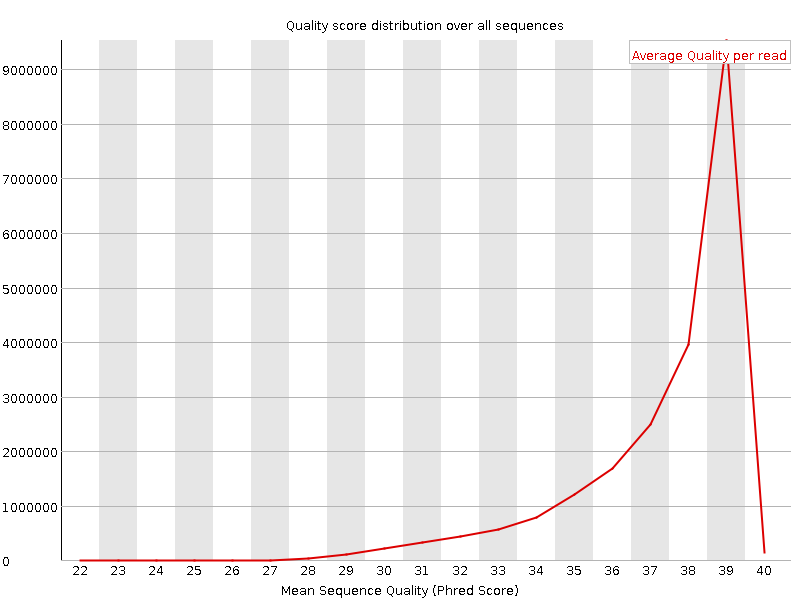 Quality score distribution over all sequences
Average Quality per read
9000000
8000000
7000000
6000000
5000000
4000000
3000000
2000000
1000000
0
22 23 24 25 26 27 28 29 30 31 32 33 34 35 36 37 38 39 40
Mean Sequence Quality (Phred Score)